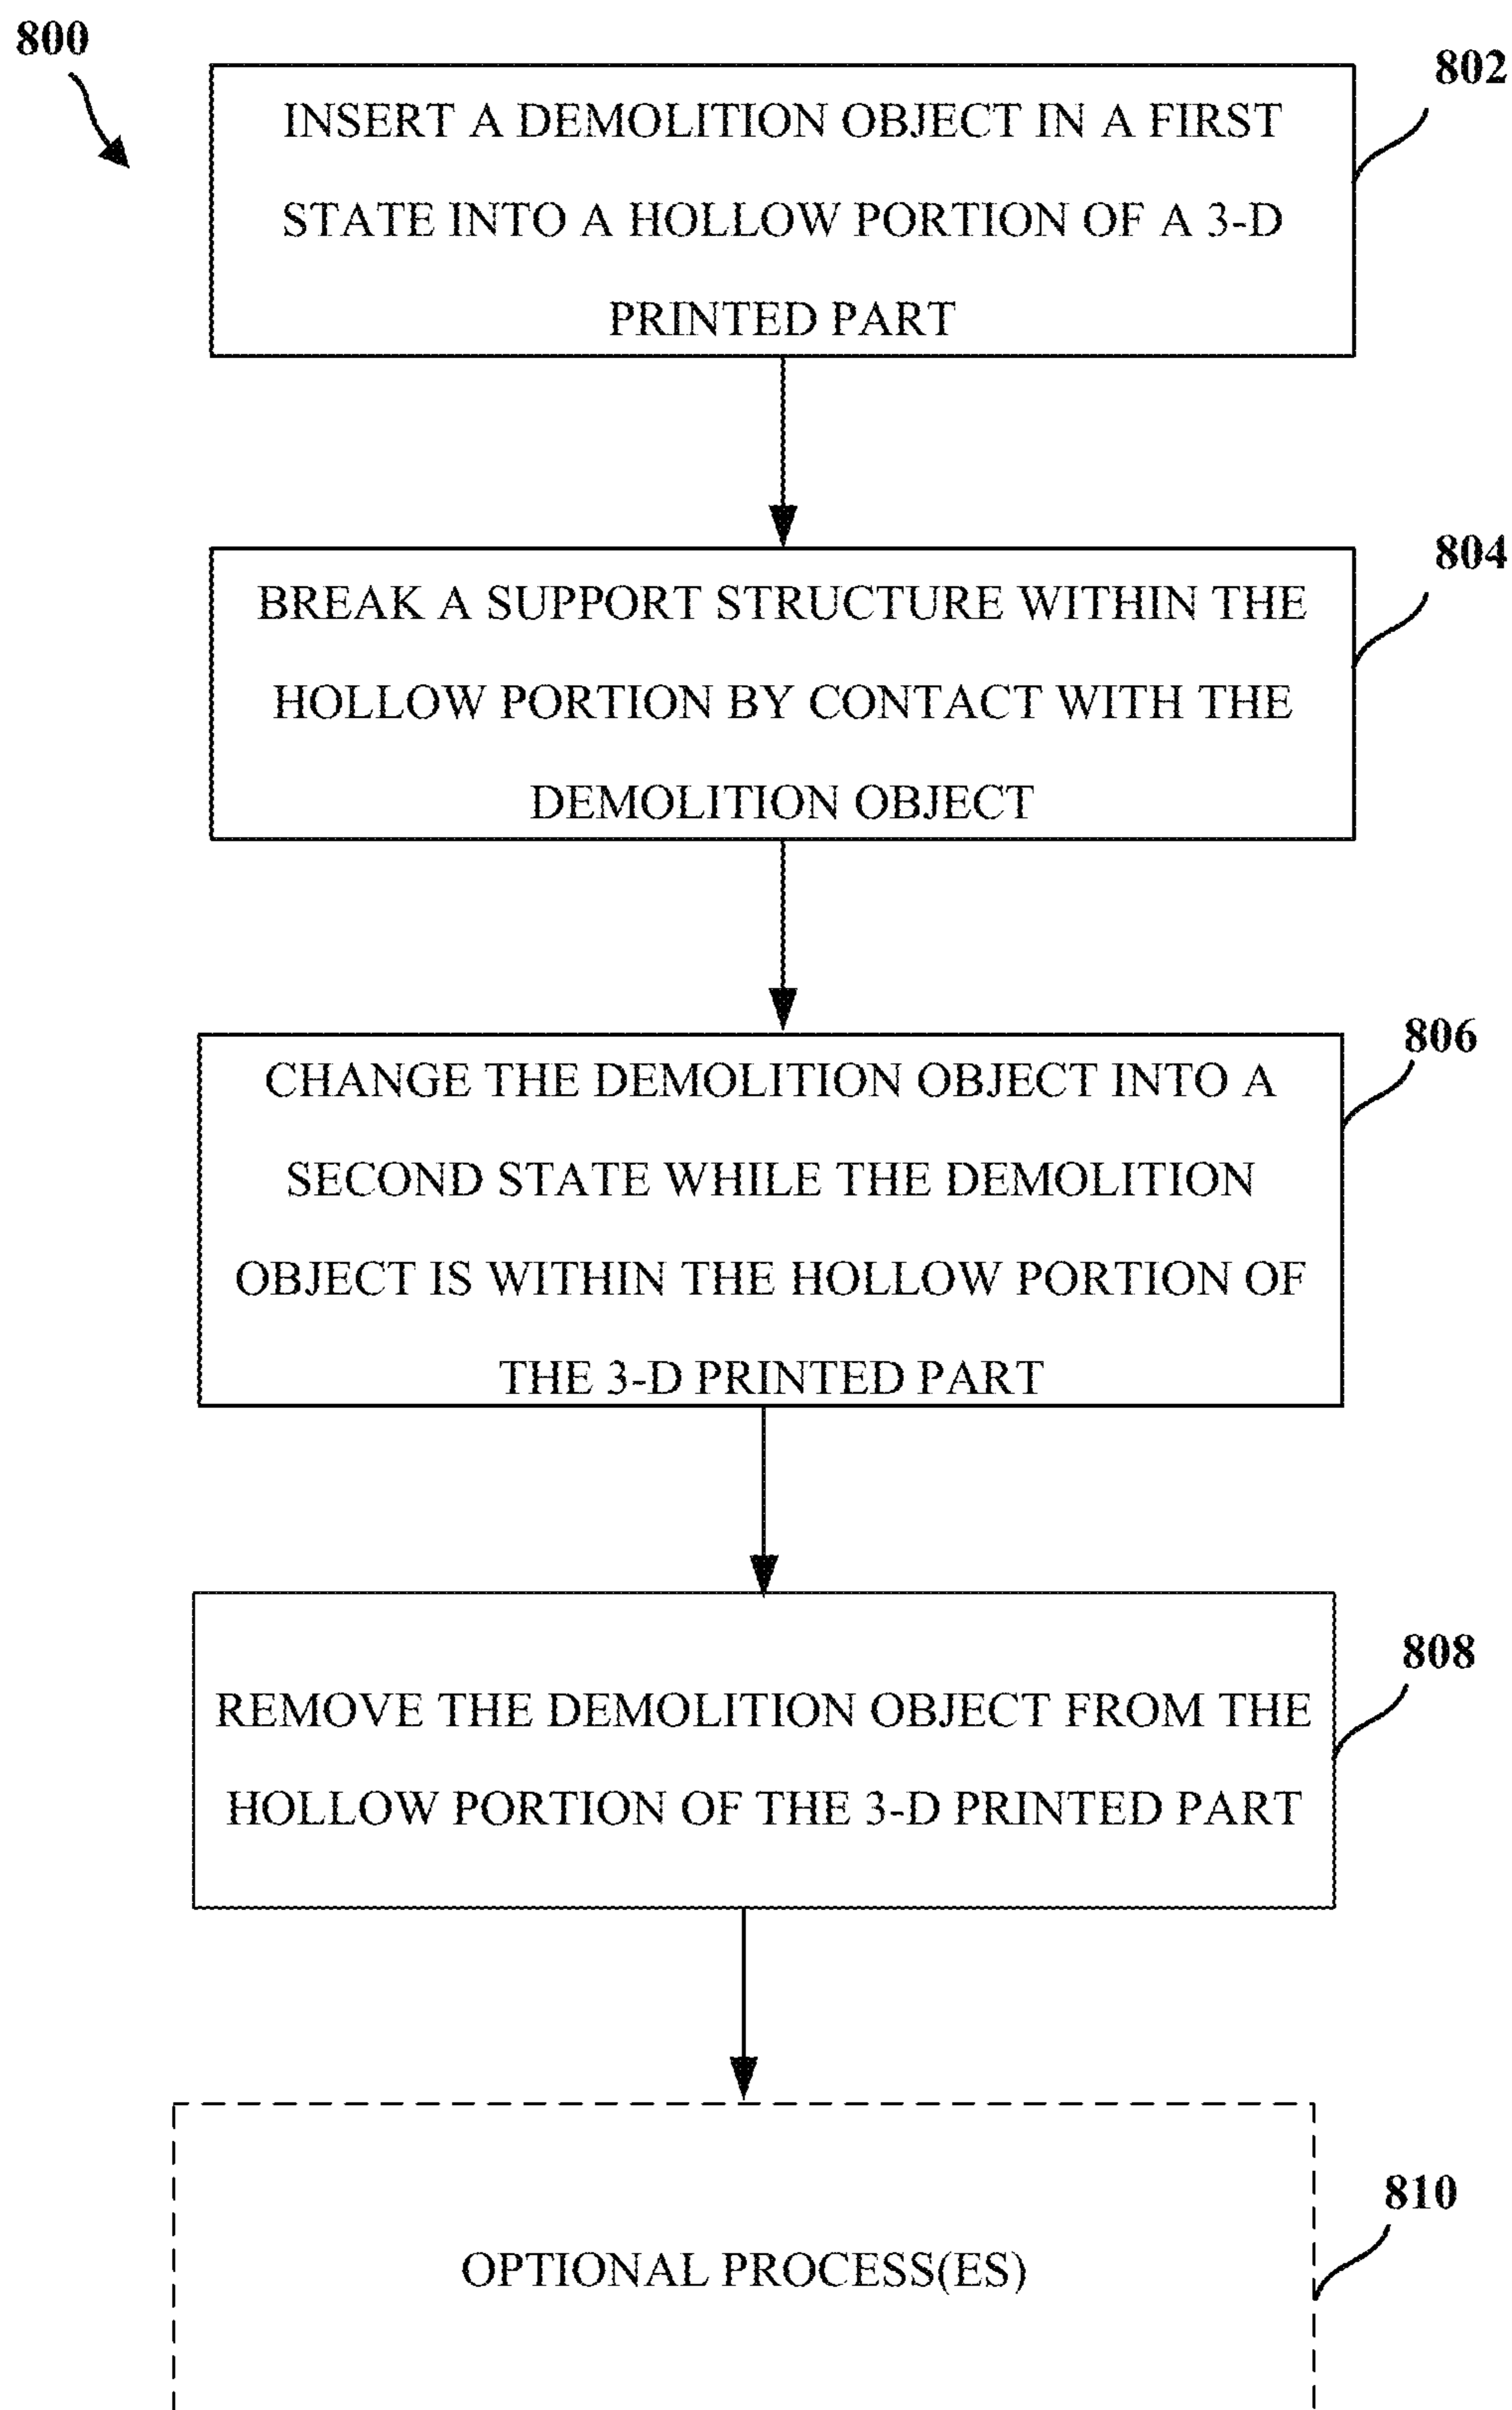 800
802
INSERT A DEMOLITION OBJECT IN A FIRST
STATE INTO A HOLLOW PORTION OF A 3-D
PRINTED PART
804
BREAK A SUPPORT STRUCTURE WITHIN THE
HOLLOW PORTION BY CONTACT WITH THE
DEMOLITION OBJECT
806
CHANGE THE DEMOLITION OBJECT INTO A
SECOND STATE WHILE THE DEMOLITION
OBJECT IS WITHIN THE HOLLOW PORTION OF
THE 3-D PRINTED PART
808
REMOVE THE DEMOLITION OBJECT FROM THE
HOLLOW PORTION OF THE 3-D PRINTED PART
810
OPTIONAL PROCESS(ES)